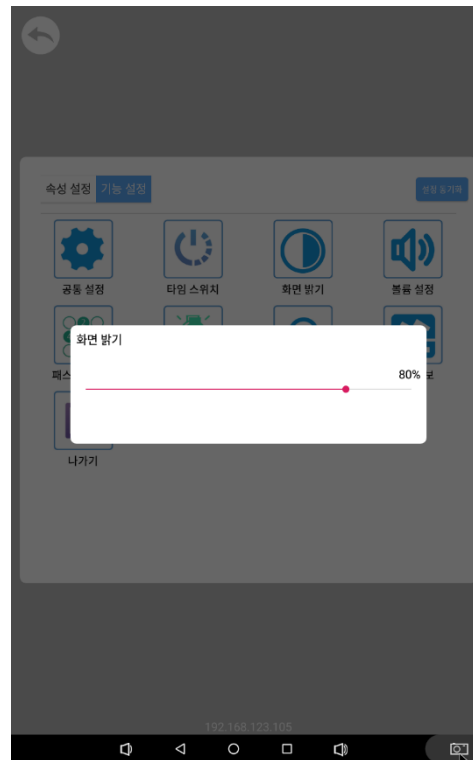 속성 설정 기능 설정 설정 동기화
공통 설정 타임 스위치 화면 밝기 볼륨 설정
화면 밝기
80%
나가기
192.168.123.105